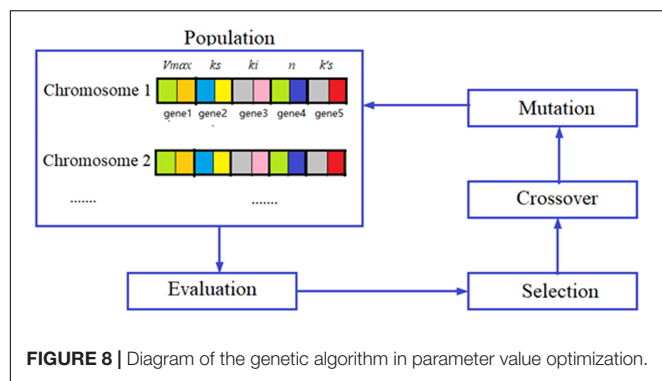 Population
Vmax ks ki n k's
Chromosome 1
gene1 gene2 gene3 gene4 gene5
Chromosome 2
....... .......
Mutation
Crossover
Evaluation
Selection
FIGURE 8 | Diagram of the genetic algorithm in parameter value optimization.